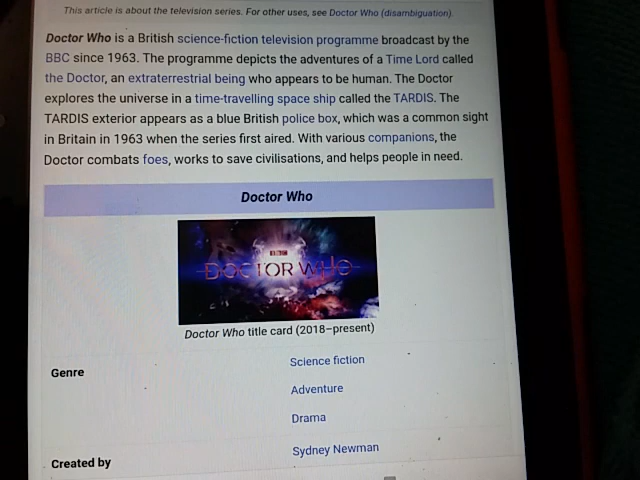 This article is about the television series. For other uses, see Doctor Who (disambiguation).
Doctor Who is a British science-fiction television programme broadcast by the
BBC since 1963. The programme depicts the adventures of a Time Lord called
the Doctor, an extraterrestrial being who appears to be human. The Doctor
explores the universe in a time-travelling space ship called the TARDIS. The
TARDIS exterior appears as a blue British police box, which was a common sight
in Britain in 1963 when the series first aired. With various companions, the
Doctor combats foes, works to save civilisations, and helps people in need.
Doctor Who
BBC
DOCTOR WHO
Doctor Who title card (2018–present)
Genre
Science fiction
Adventure
Drama
Created by
Sydney Newman